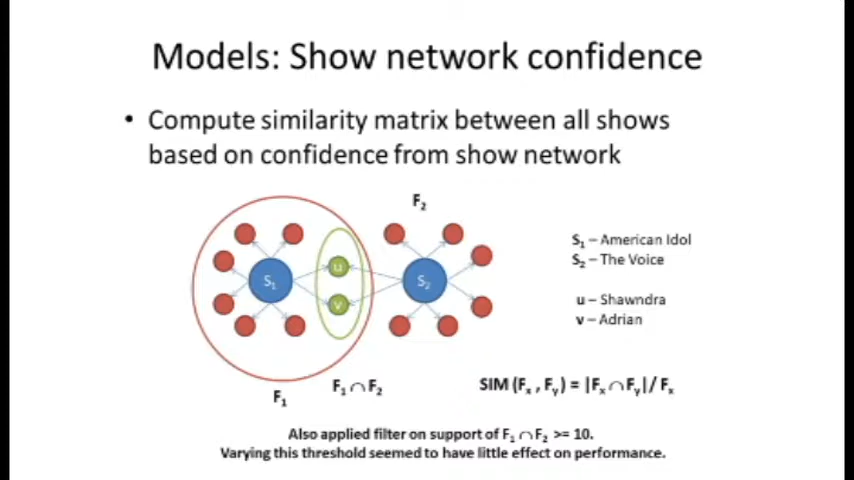 Models: Show network confidence
• Compute similarity matrix between all shows
based on confidence from show network
F₂
S₁ – American Idol
S₂ – The Voice
u – Shawndra
v – Adrian
S₁
u
v
S₂
F₁
F₁ ∩ F₂
SIM (Fₓ , Fᵧ) = |Fₓ ∩ Fᵧ| / Fₓ
Also applied filter on support of F₁ ∩ F₂ >= 10.
Varying this threshold seemed to have little effect on performance.